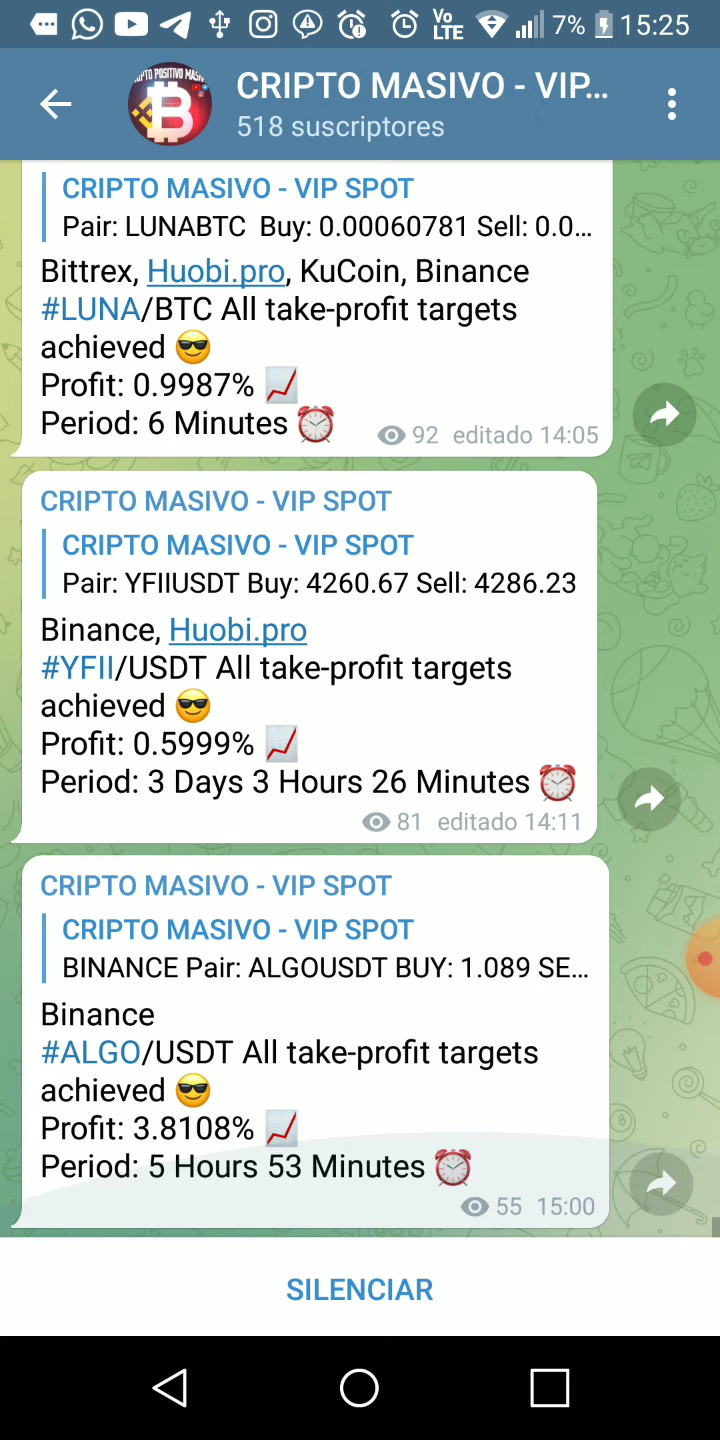 Vo
LTE
7%
15:25
CRIPTO POSITIVO MASIV
CRIPTO MASIVO - VIP...
518 suscriptores
CRIPTO MASIVO - VIP SPOT
Pair: LUNABTC Buy: 0.00060781 Sell: 0.0...
Bittrex, Huobi.pro, KuCoin, Binance
#LUNA/BTC All take-profit targets
achieved 😎
Profit: 0.9987% 📈
Period: 6 Minutes ⏰
92 editado 14:05
CRIPTO MASIVO - VIP SPOT
CRIPTO MASIVO - VIP SPOT
Pair: YFIIUSDT Buy: 4260.67 Sell: 4286.23
Binance, Huobi.pro
#YFII/USDT All take-profit targets
achieved 😎
Profit: 0.5999% 📈
Period: 3 Days 3 Hours 26 Minutes ⏰
81 editado 14:11
CRIPTO MASIVO - VIP SPOT
CRIPTO MASIVO - VIP SPOT
BINANCE Pair: ALGOUSDT BUY: 1.089 SE...
Binance
#ALGO/USDT All take-profit targets
achieved 😎
Profit: 3.8108% 📈
Period: 5 Hours 53 Minutes ⏰
55 15:00
SILENCIAR